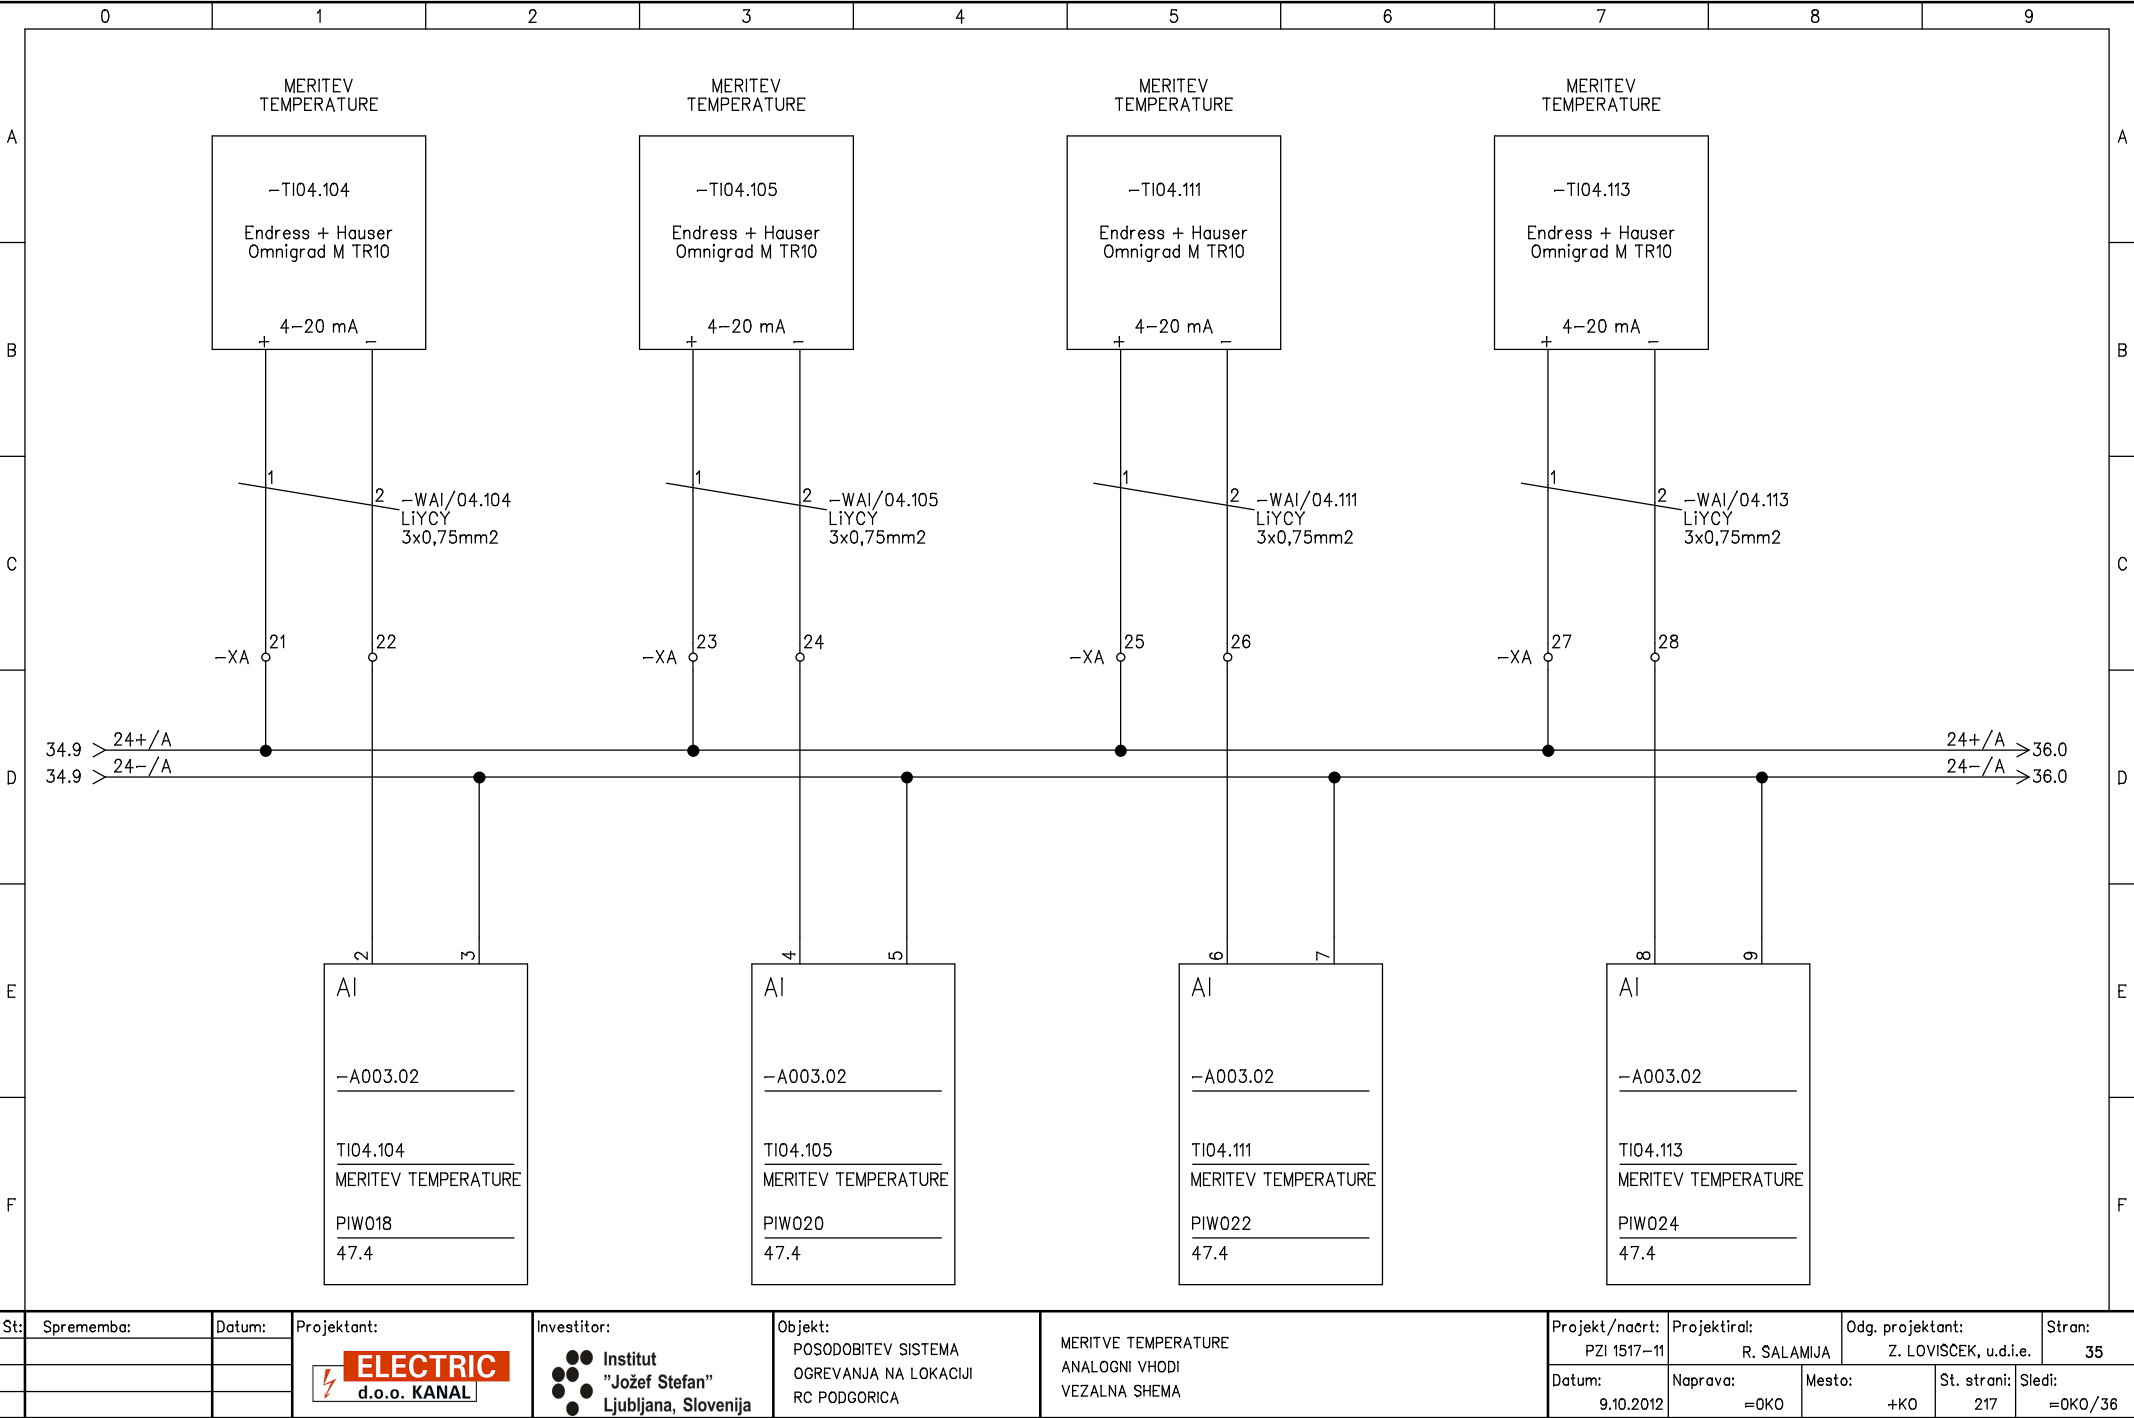 0 1 2 3 4 5 6 7 8 9
MERITEV TEMPERATURE
MERITEV TEMPERATURE
MERITEV TEMPERATURE
MERITEV TEMPERATURE
A A
-TI04.104
Endress + Hauser
Omnigrad M TR10
4-20 mA
+ -
-TI04.105
Endress + Hauser
Omnigrad M TR10
4-20 mA
+ -
-TI04.111
Endress + Hauser
Omnigrad M TR10
4-20 mA
+ -
-TI04.113
Endress + Hauser
Omnigrad M TR10
4-20 mA
+ -
B B
1 2 -WAI/04.104
LiYCY
3x0,75mm2
1 2 -WAI/04.105
LiYCY
3x0,75mm2
1 2 -WAI/04.111
LiYCY
3x0,75mm2
1 2 -WAI/04.113
LiYCY
3x0,75mm2
C C
-XA 21 22
-XA 23 24
-XA 25 26
-XA 27 28
34.9 24+/A 24+/A 36.0
34.9 24-/A 24-/A 36.0
D D
2 3 4 5 6 7 8 9
E E
AI
-A003.02
TI04.104
MERITEV TEMPERATURE
PIW018
47.4
AI
-A003.02
TI04.105
MERITEV TEMPERATURE
PIW020
47.4
AI
-A003.02
TI04.111
MERITEV TEMPERATURE
PIW022
47.4
AI
-A003.02
TI04.113
MERITEV TEMPERATURE
PIW024
47.4
F F
St: Sprememba: Datum:
Projektant:
ELECTRIC
d.o.o. KANAL
Investitor:
Institut
"Jožef Stefan"
Ljubljana, Slovenija
Objekt:
POSODOBITEV SISTEMA
OGREVANJA NA LOKACIJI
RC PODGORICA
MERITVE TEMPERATURE
ANALOGNI VHODI
VEZALNA SHEMA
Projekt/načrt:
PZI 1517-11
Projektiral:
R. SALAMIJA
Odg. projektant:
Z. LOVIŠČEK, u.d.i.e.
Stran:
35
Datum:
9.10.2012
Naprava:
=0KO
Mesto:
+KO
St. strani:
217
Sledi:
=0KO/36